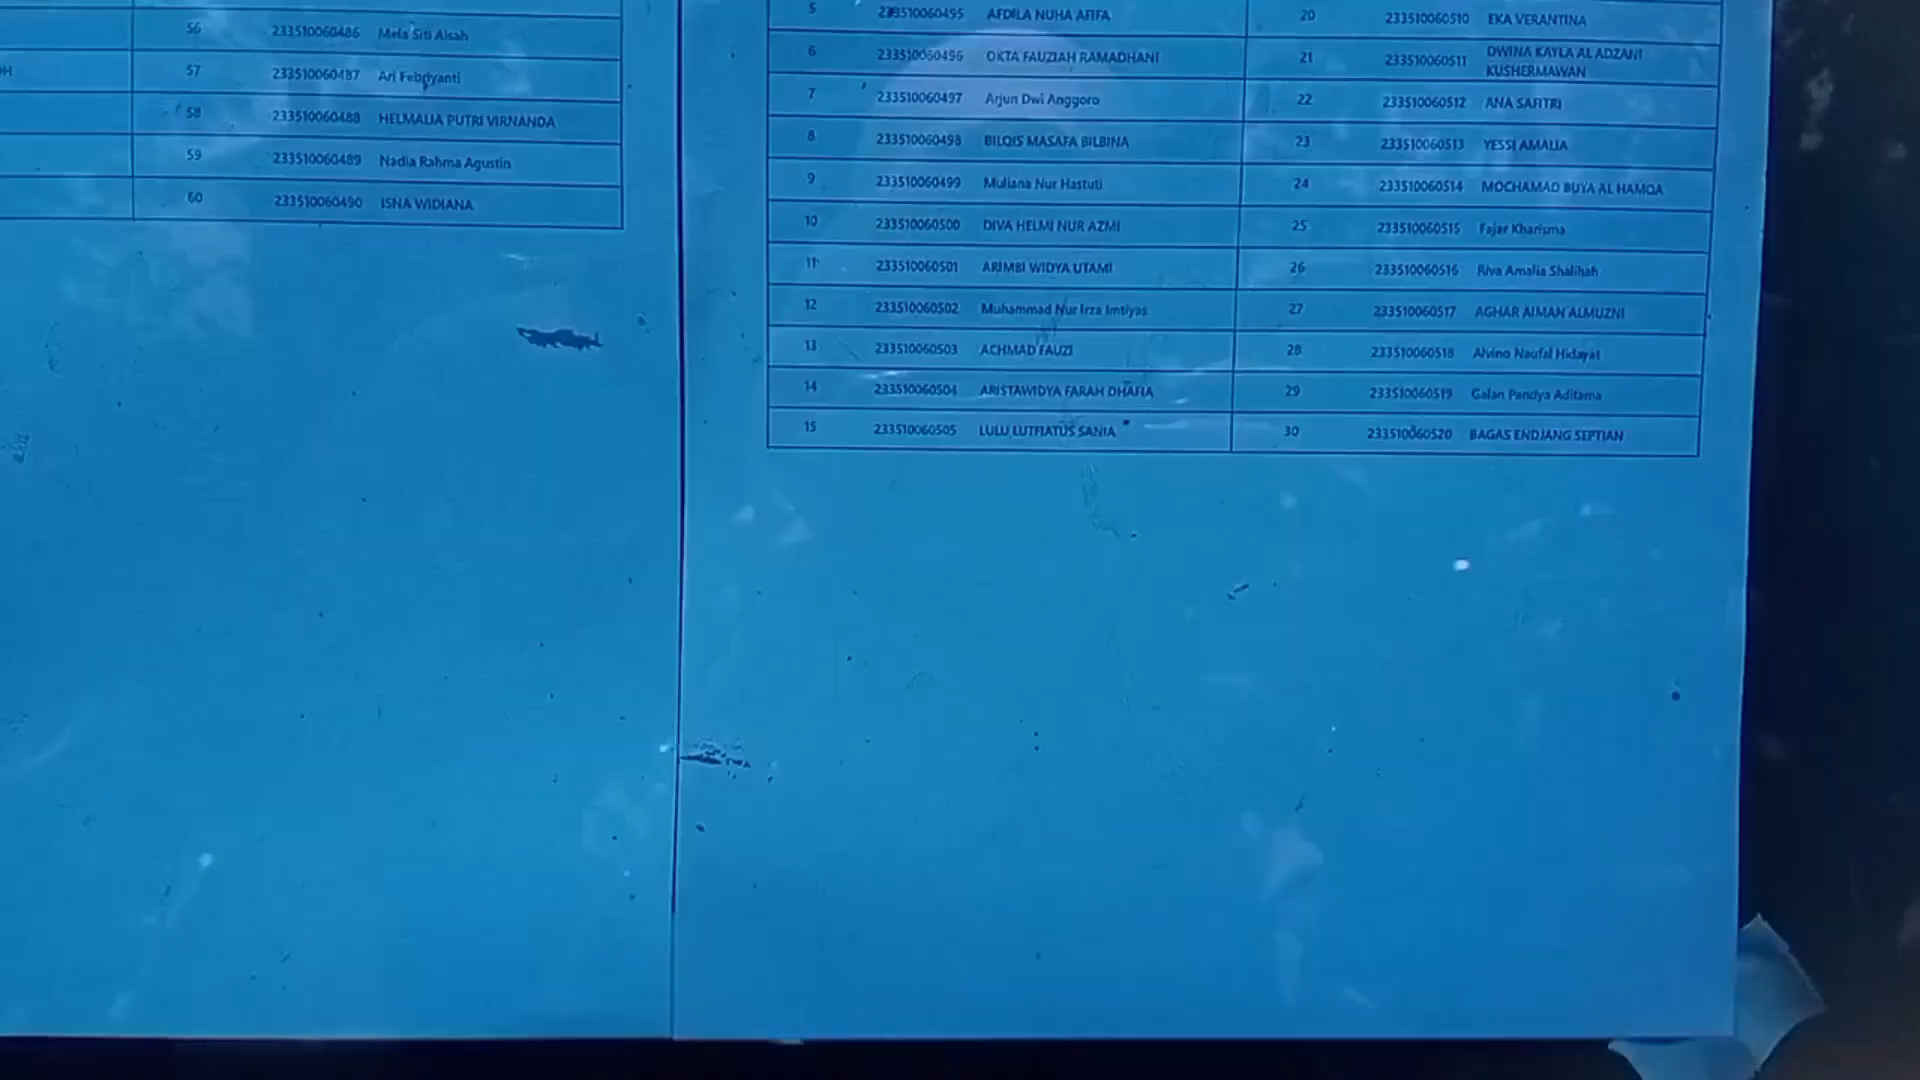 OH
56 233510060486 Mela Siti Aisah
57 233510060487 Ari Febriyanti
58 233510060488 HELMALIA PUTRI VIRNANDA
59 233510060489 Nadia Rahma Agustin
60 233510060490 ISNA WIDIANA
5 233510060495 AFDILA NUHA AFIFA
6 233510060496 OKTA FAUZIAH RAMADHANI
7 233510060497 Arjun Dwi Anggoro
8 233510060498 BILQIS MASAFA BILBINA
9 233510060499 Muliana Nur Hastuti
10 233510060500 DIVA HELMI NUR AZMI
11 233510060501 ARIMBI WIDYA UTAMI
12 233510060502 Muhammad Nur Irza Imtiyas
13 233510060503 ACHMAD FAUZI
14 233510060504 ARISTAWIDYA FARAH DHAFIA
15 233510060505 LULU LUTFIATUS SANIA
20 233510060510 EKA VERANTINA
21 233510060511 DWINA KAYLA AL ADZANI
KUSHERMAWAN
22 233510060512 ANA SAFITRI
23 233510060513 YESSI AMALIA
24 233510060514 MOCHAMAD BUYA AL HAMQA
25 233510060515 Fajar Kharisma
26 233510060516 Riva Amalia Shalihah
27 233510060517 AGHAR AIMAN ALMUZNI
28 233510060518 Alvino Naufal Hidayat
29 233510060519 Galan Pandya Aditama
30 233510060520 BAGAS ENDJANG SEPTIAN